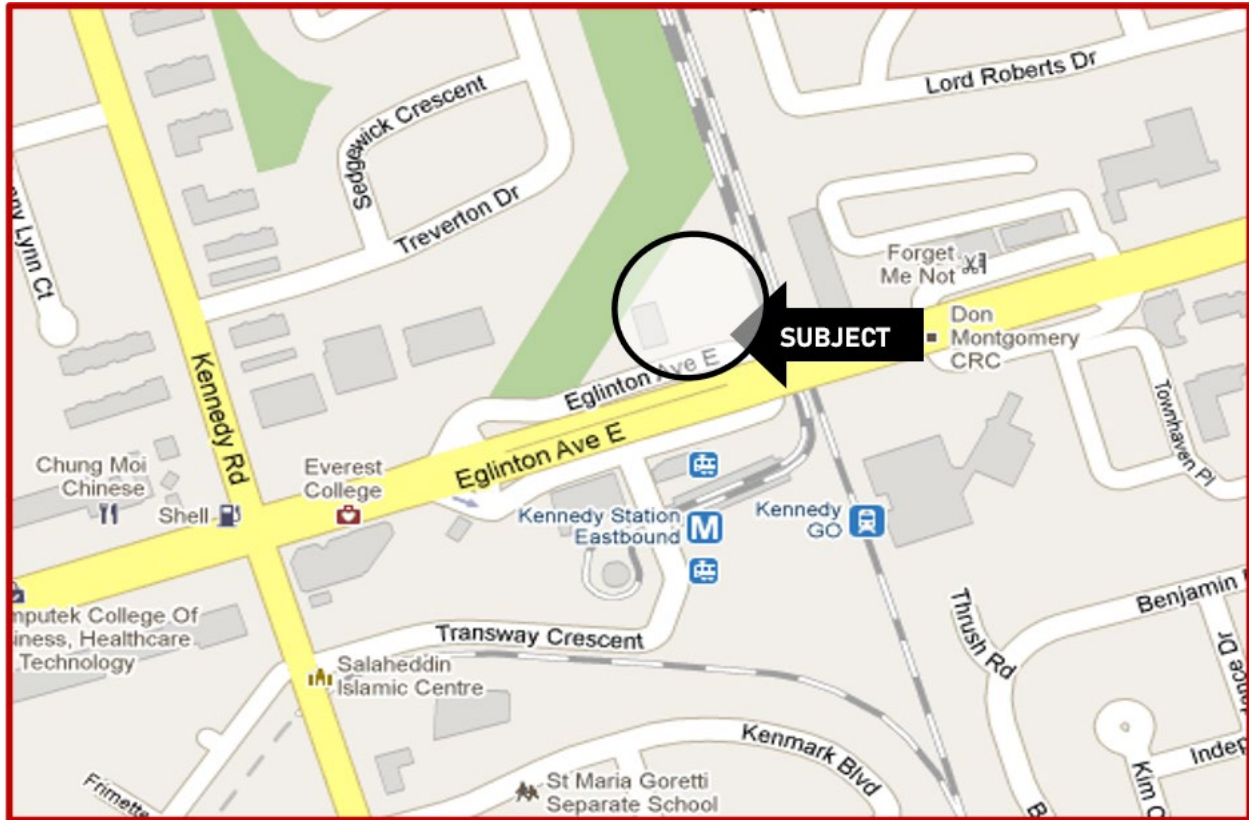 Lord Roberts Dr
Sedgewick Crescent
Treverton Dr
Lynn Ct
Forget
Me Not
SUBJECT
Don
Montgomery
CRC
Kennedy Rd
Eglinton Ave E
Eglinton Ave E
Townhaven Pl
Chung Moi
Chinese
Shell
Everest
College
Kennedy Station
Eastbound
M
Kennedy
GO
College Of
Healthcare
Technology
Transway Crescent
Thrush Rd
Benjamin
Salaheddin
Islamic Centre
Kenmark Blvd
St Maria Goretti
Separate School
Frimette
Kim